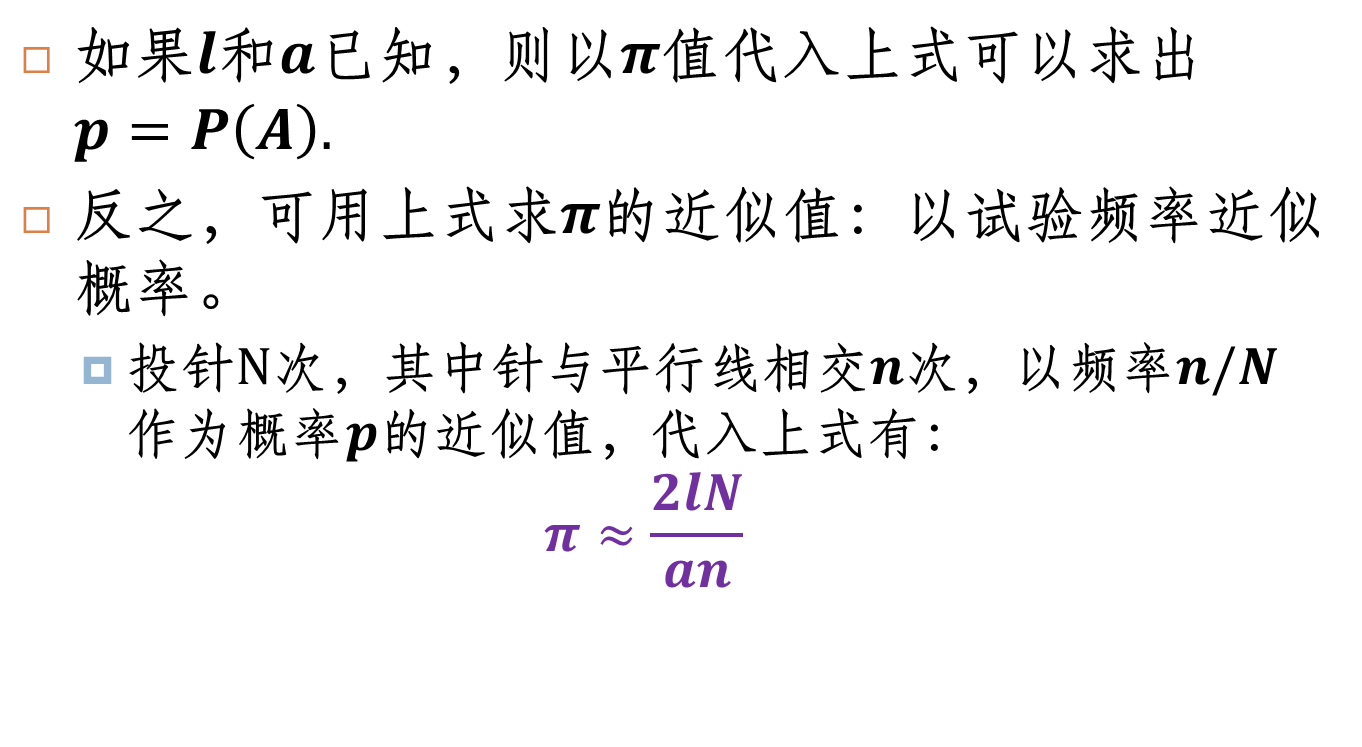 如果l和a已知，则以π值代入上式可以求出
p = P(A).
反之，可用上式求π的近似值：以试验频率近似
概率。
投针N次，其中针与平行线相交n次，以频率n/N
作为概率p的近似值，代入上式有：
π ≈ 2lN/an